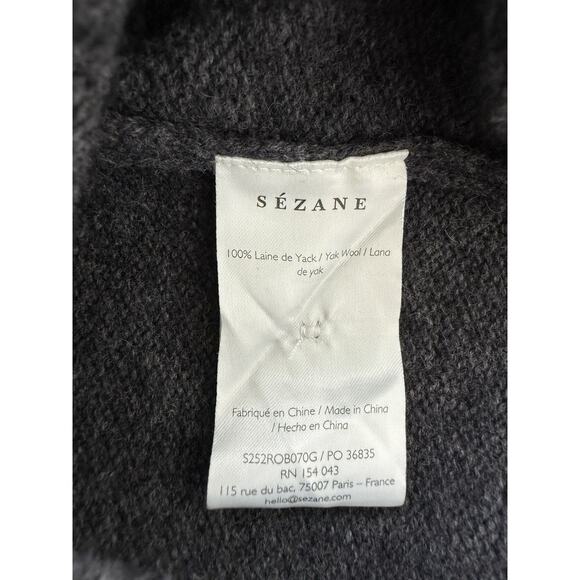 SÉZANE
100% Laine de Yack / Yak Wool / Lana
de yak
Fabriqué en Chine / Made in China
/ Hecho en China
S252ROB070G / PO 36835
RN 154 043
115 rue du bac, 75007 Paris – France
hello@sezane.com